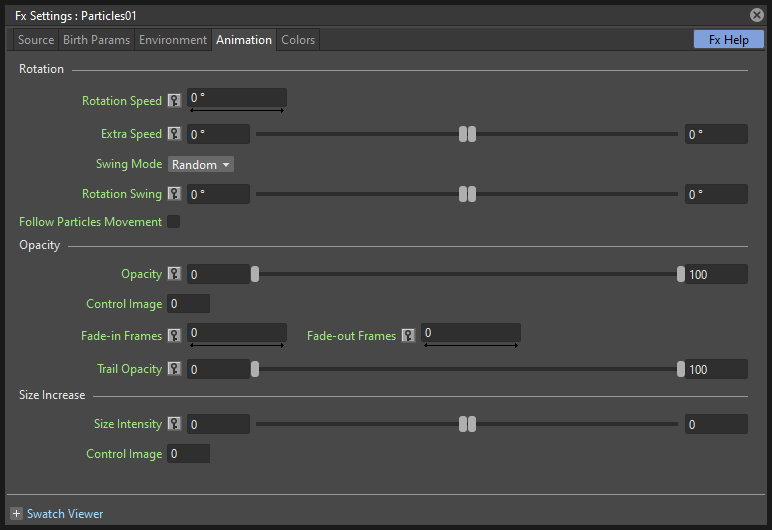 Fx Settings : Particles01
Source Birth Params Environment Animation Colors Fx Help
Rotation
Rotation Speed 0 °
Extra Speed 0 ° 0 °
Swing Mode Random
Rotation Swing 0 ° 0 °
Follow Particles Movement
Opacity
Opacity 0 100
Control Image 0
Fade-in Frames 0 Fade-out Frames 0
Trail Opacity 0 100
Size Increase
Size Intensity 0 0
Control Image 0
Swatch Viewer